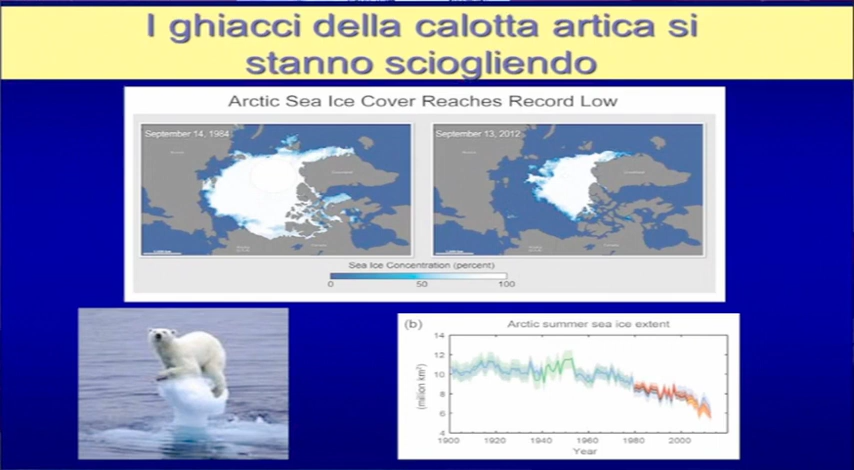 I ghiacci della calotta artica si
stanno sciogliendo
Arctic Sea Ice Cover Reaches Record Low
September 14, 1984
September 13, 2012
Sea Ice Concentration (percent)
0 50 100
(b) Arctic summer sea ice extent
(million km²)
14
12
10
8
6
4
1900 1920 1940 1960 1980 2000
Year